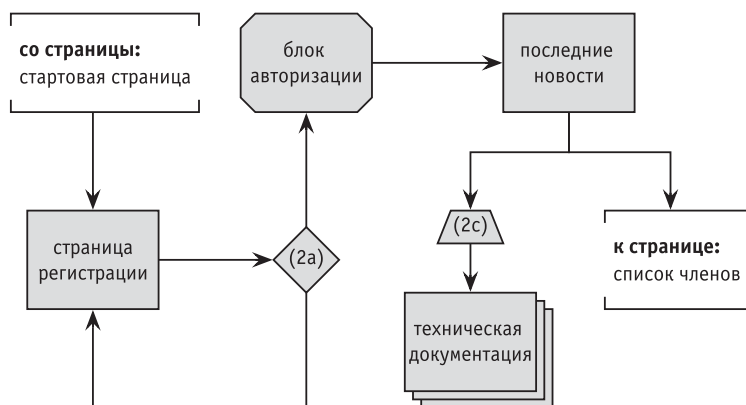 со страницы:
стартовая страница
блок
авторизации
последние
новости
страница
регистрации
(2a)
(2c)
к странице:
список членов
техническая
документация